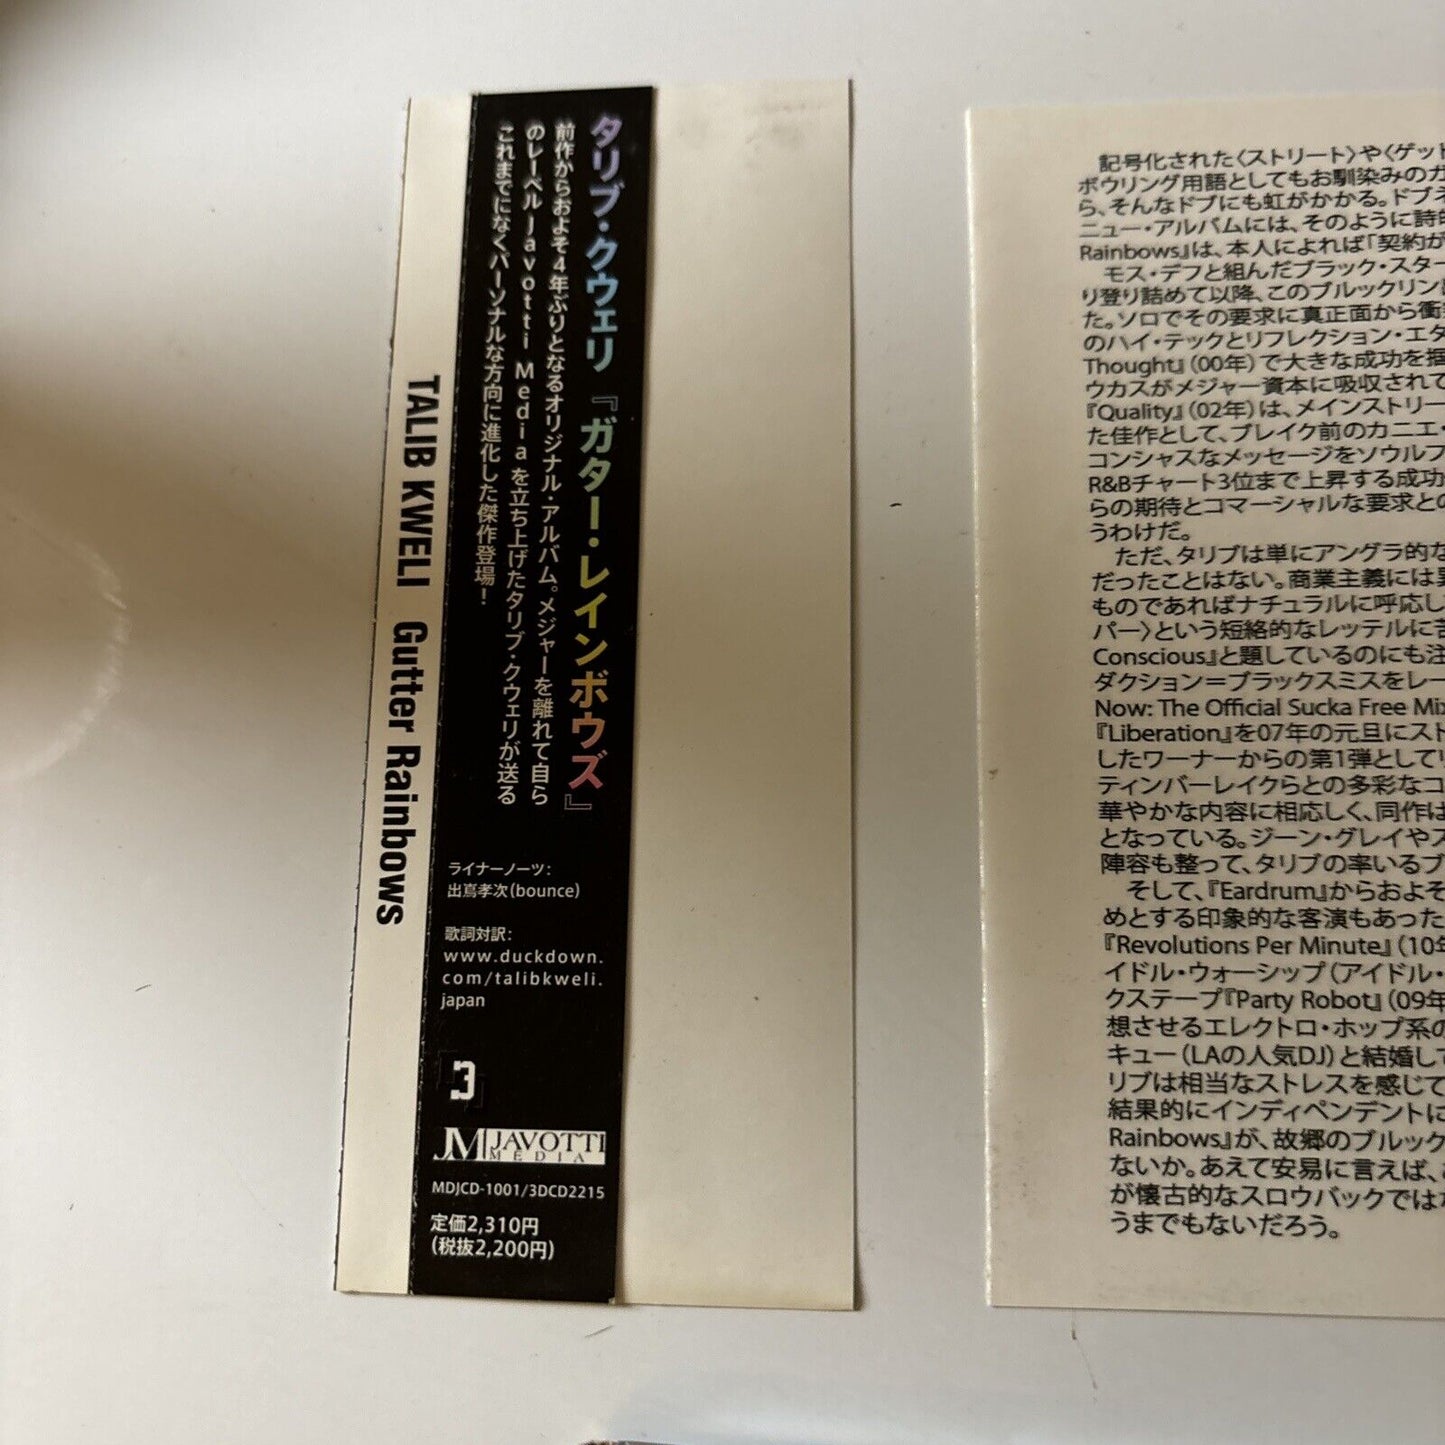 TALIB KWELI Gutter Rainbows
タリブ・クウェリ『ガター・レインボウズ』
前作からおよそ4年ぶりとなるオリジナル・アルバム。メジャーを離れて自ら
のレーベルJavotti Mediaを立ち上げたタリブ・クウェリが送る
これまでになくパーソナルな方向に進化した傑作登場！
ライナーノーツ：
出嶌孝次(bounce)
歌詞対訳：
www.duckdown.
com/talibkweli.
japan
3
JM JAVOTTI
MEDIA
MDJCD-1001/3DCD2215
定価2,310円
(税抜2,200円)
記号化された〈ストリート〉や〈ゲット
ボウリング用語としてもお馴染みのガ
ら、そんなドブにも虹がかかる。ドブネ
ニュー・アルバムには、そのように詩的
Rainbows』は、本人によれば「契約が
モス・デフと組んだブラック・スター
り登り詰めて以降、このブルックリン出
た。ソロでその要求に真正面から衝
のハイ・テックとリフレクション・エタ
Thought』(00年)で大きな成功を掴
ウカスがメジャー資本に吸収されて
『Quality』(02年)は、メインストリー
た佳作として、ブレイク前のカニエ・
コンシャスなメッセージをソウルフ
R&Bチャート3位まで上昇する成功
らの期待とコマーシャルな要求との
うわけだ。
ただ、タリブは単にアングラ的な
だったことはない。商業主義には
ものであればナチュラルに呼応し
パー〉という短絡的なレッテルに苦
Conscious』と題しているのにも注
ダクション＝ブラックスミスをレー
Now: The Official Sucka Free Mix
『Liberation』を07年の元旦にスト
したワーナーからの第1弾としてリ
ティンバーレイクらとの多彩なコ
華やかな内容に相応しく、同作は
となっている。ジーン・グレイやス
陣容も整って、タリブの率いるブ
そして、『Eardrum』からおよそ
めとする印象的な客演もあった
『Revolutions Per Minute』(10年
イドル・ウォーシップ（アイドル・
クステープ『Party Robot』(09年
想させるエレクトロ・ホップ系の
キュー（LAの人気DJ）と結婚して
リブは相当なストレスを感じて
結果的にインディペンデントに
Rainbows』が、故郷のブルック
ないか。あえて安易に言えば、
が懐古的なスロウバックではな
うまでもないだろう。